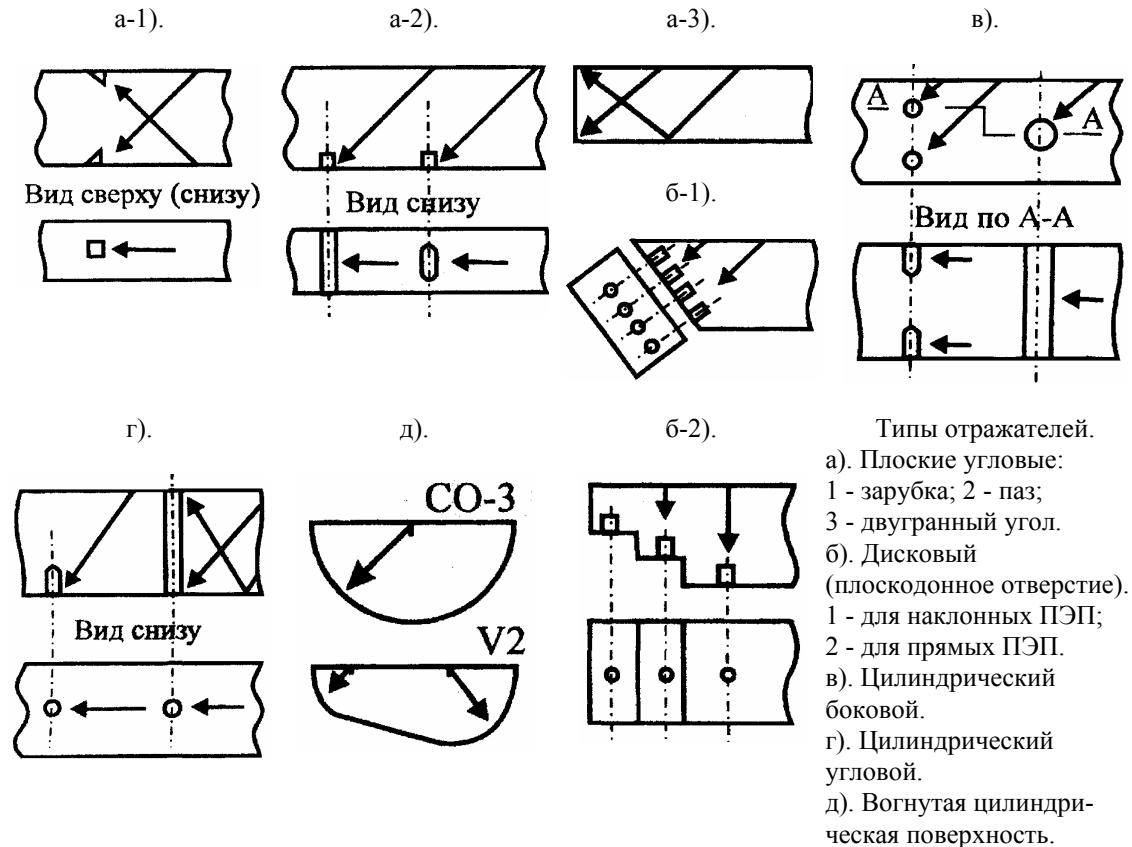 а-1).
а-2).
а-3).
в).
А
А
Вид сверху (снизу)
Вид снизу
б-1).
Вид по А-А
г).
д).
б-2).
СО-3
Вид снизу
V2
Типы отражателей.
а). Плоские угловые:
1 - зарубка; 2 - паз;
3 - двугранный угол.
б). Дисковый
(плоскодонное отверстие).
1 - для наклонных ПЭП;
2 - для прямых ПЭП.
в). Цилиндрический
боковой.
г). Цилиндрический
угловой.
д). Вогнутая цилиндри-
ческая поверхность.